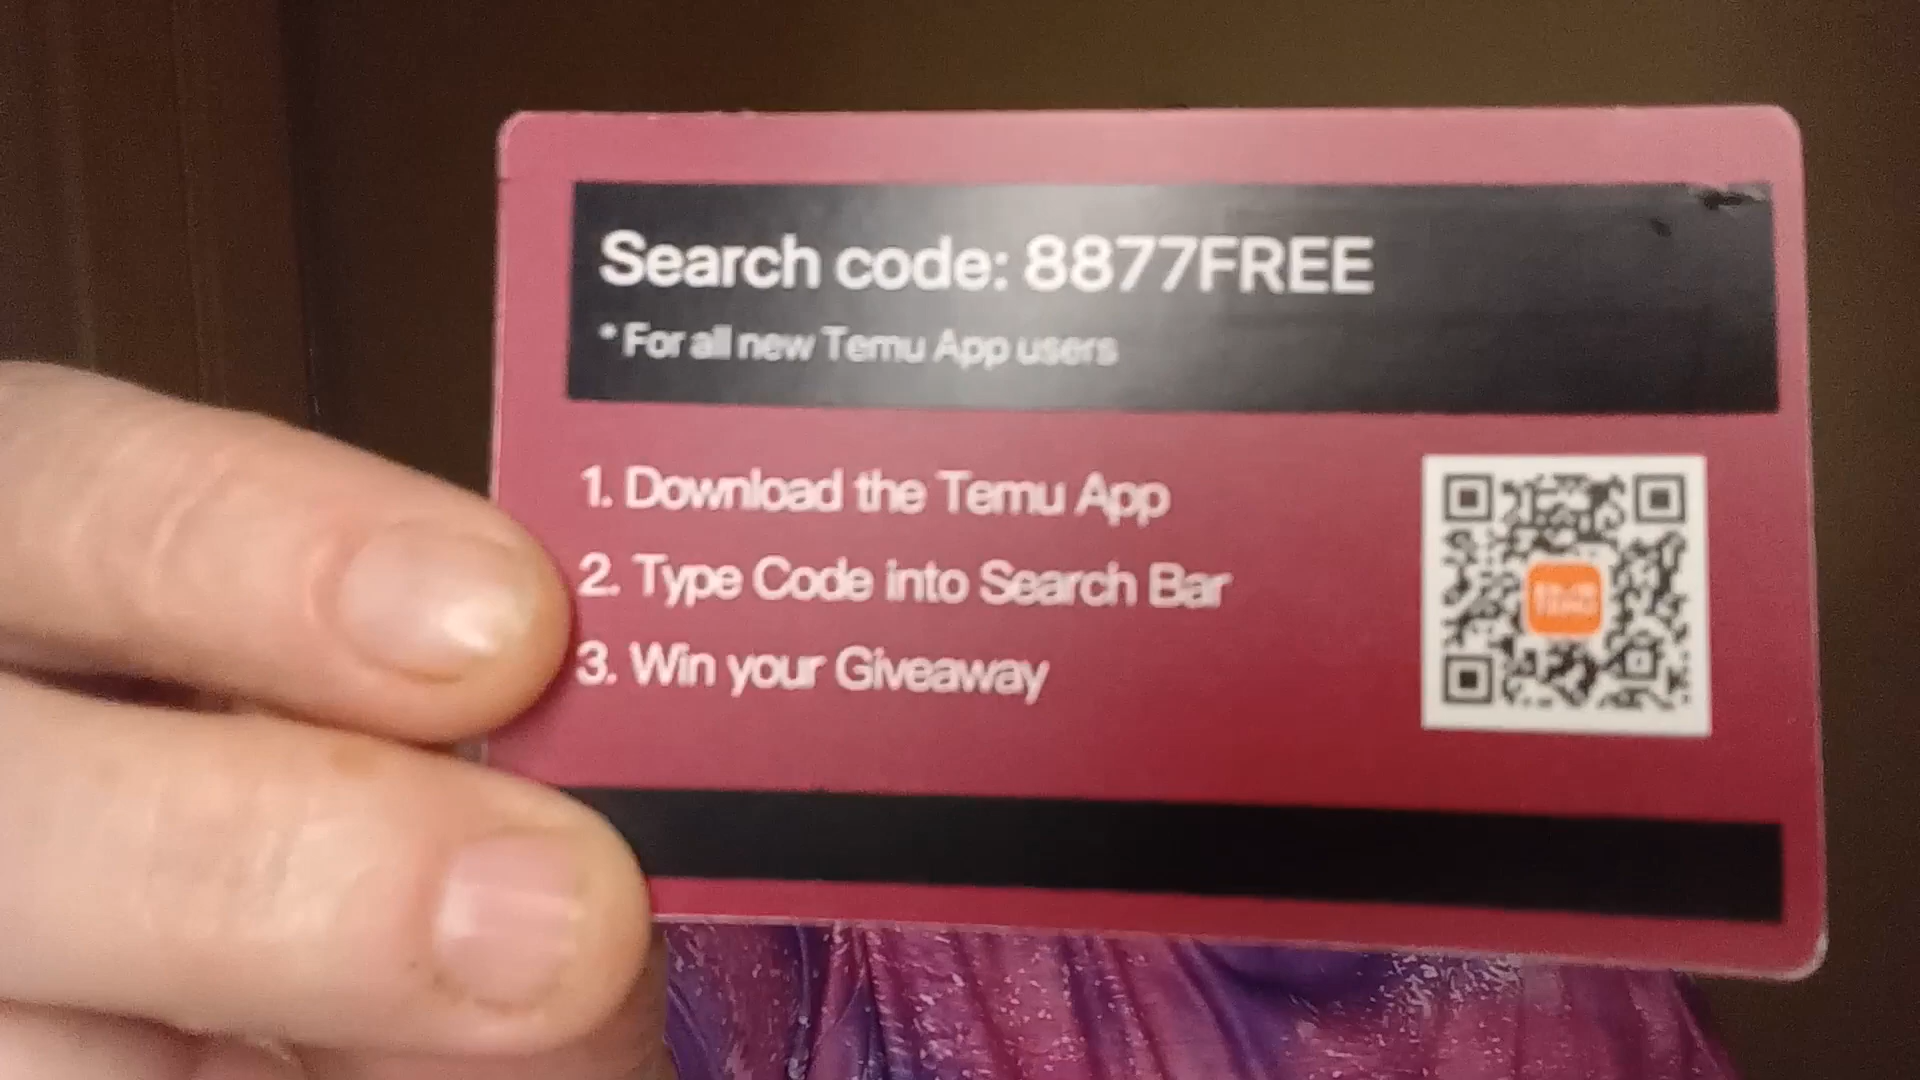 Search code: 8877FREE
* For all new Temu App users
1. Download the Temu App
2. Type Code into Search Bar
3. Win your Giveaway
TEMU